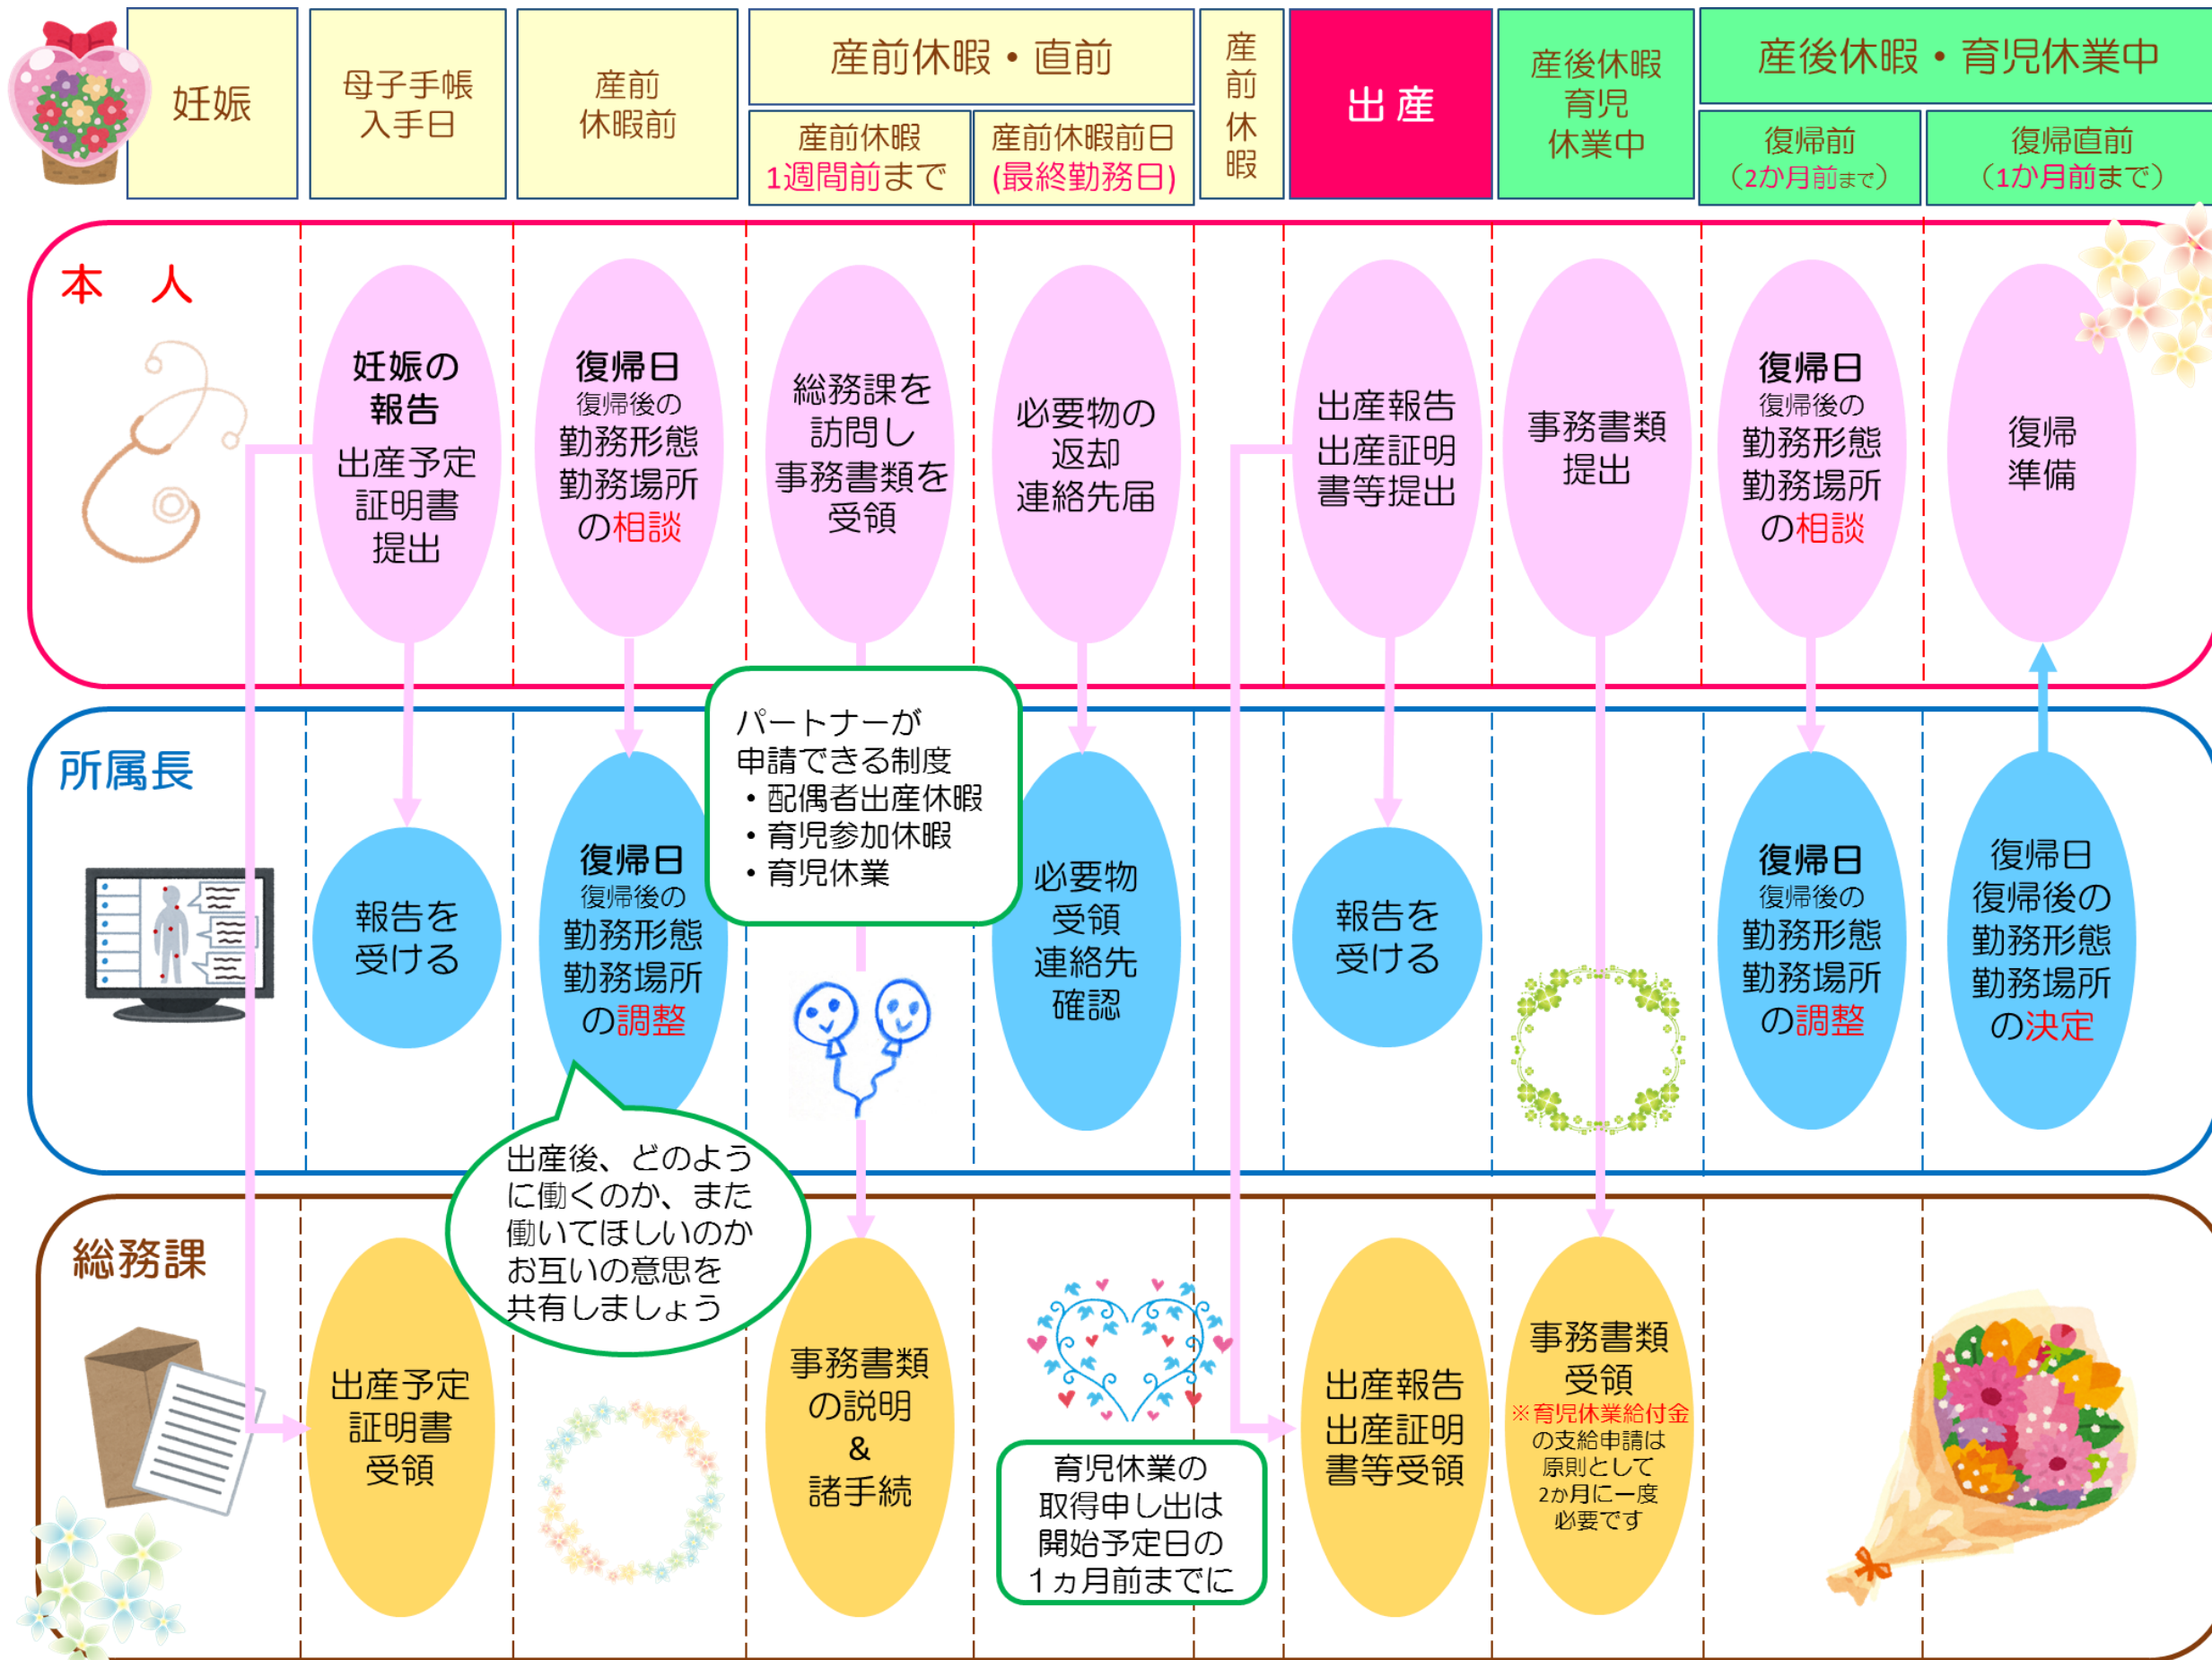 妊娠
母子手帳
入手日
産前
休暇前
産前休暇・直前
産前休暇
1週間前まで
産前休暇前日
(最終勤務日)
産前休暇
出産
産後休暇
育児
休業中
産後休暇・育児休業中
復帰前
（2か月前まで）
復帰直前
（1か月前まで）
本　人
妊娠の
報告
出産予定
証明書
提出
復帰日
復帰後の
勤務形態
勤務場所
の相談
総務課を
訪問し
事務書類を
受領
必要物の
返却
連絡先届
出産報告
出産証明
書等提出
事務書類
提出
復帰日
復帰後の
勤務形態
勤務場所
の相談
復帰
準備
所属長
報告を
受ける
復帰日
復帰後の
勤務形態
勤務場所
の調整
出産後、どのよう
に働くのか、また
働いてほしいのか
お互いの意思を
共有しましょう
パートナーが
申請できる制度
・配偶者出産休暇
・育児参加休暇
・育児休業
必要物
受領
連絡先
確認
報告を
受ける
復帰日
復帰後の
勤務形態
勤務場所
の調整
復帰日
復帰後の
勤務形態
勤務場所
の決定
総務課
出産予定
証明書
受領
事務書類
の説明
&
諸手続
育児休業の
取得申し出は
開始予定日の
１ヵ月前までに
出産報告
出産証明
書等受領
事務書類
受領
※育児休業給付金
の支給申請は
原則として
2か月に一度
必要です